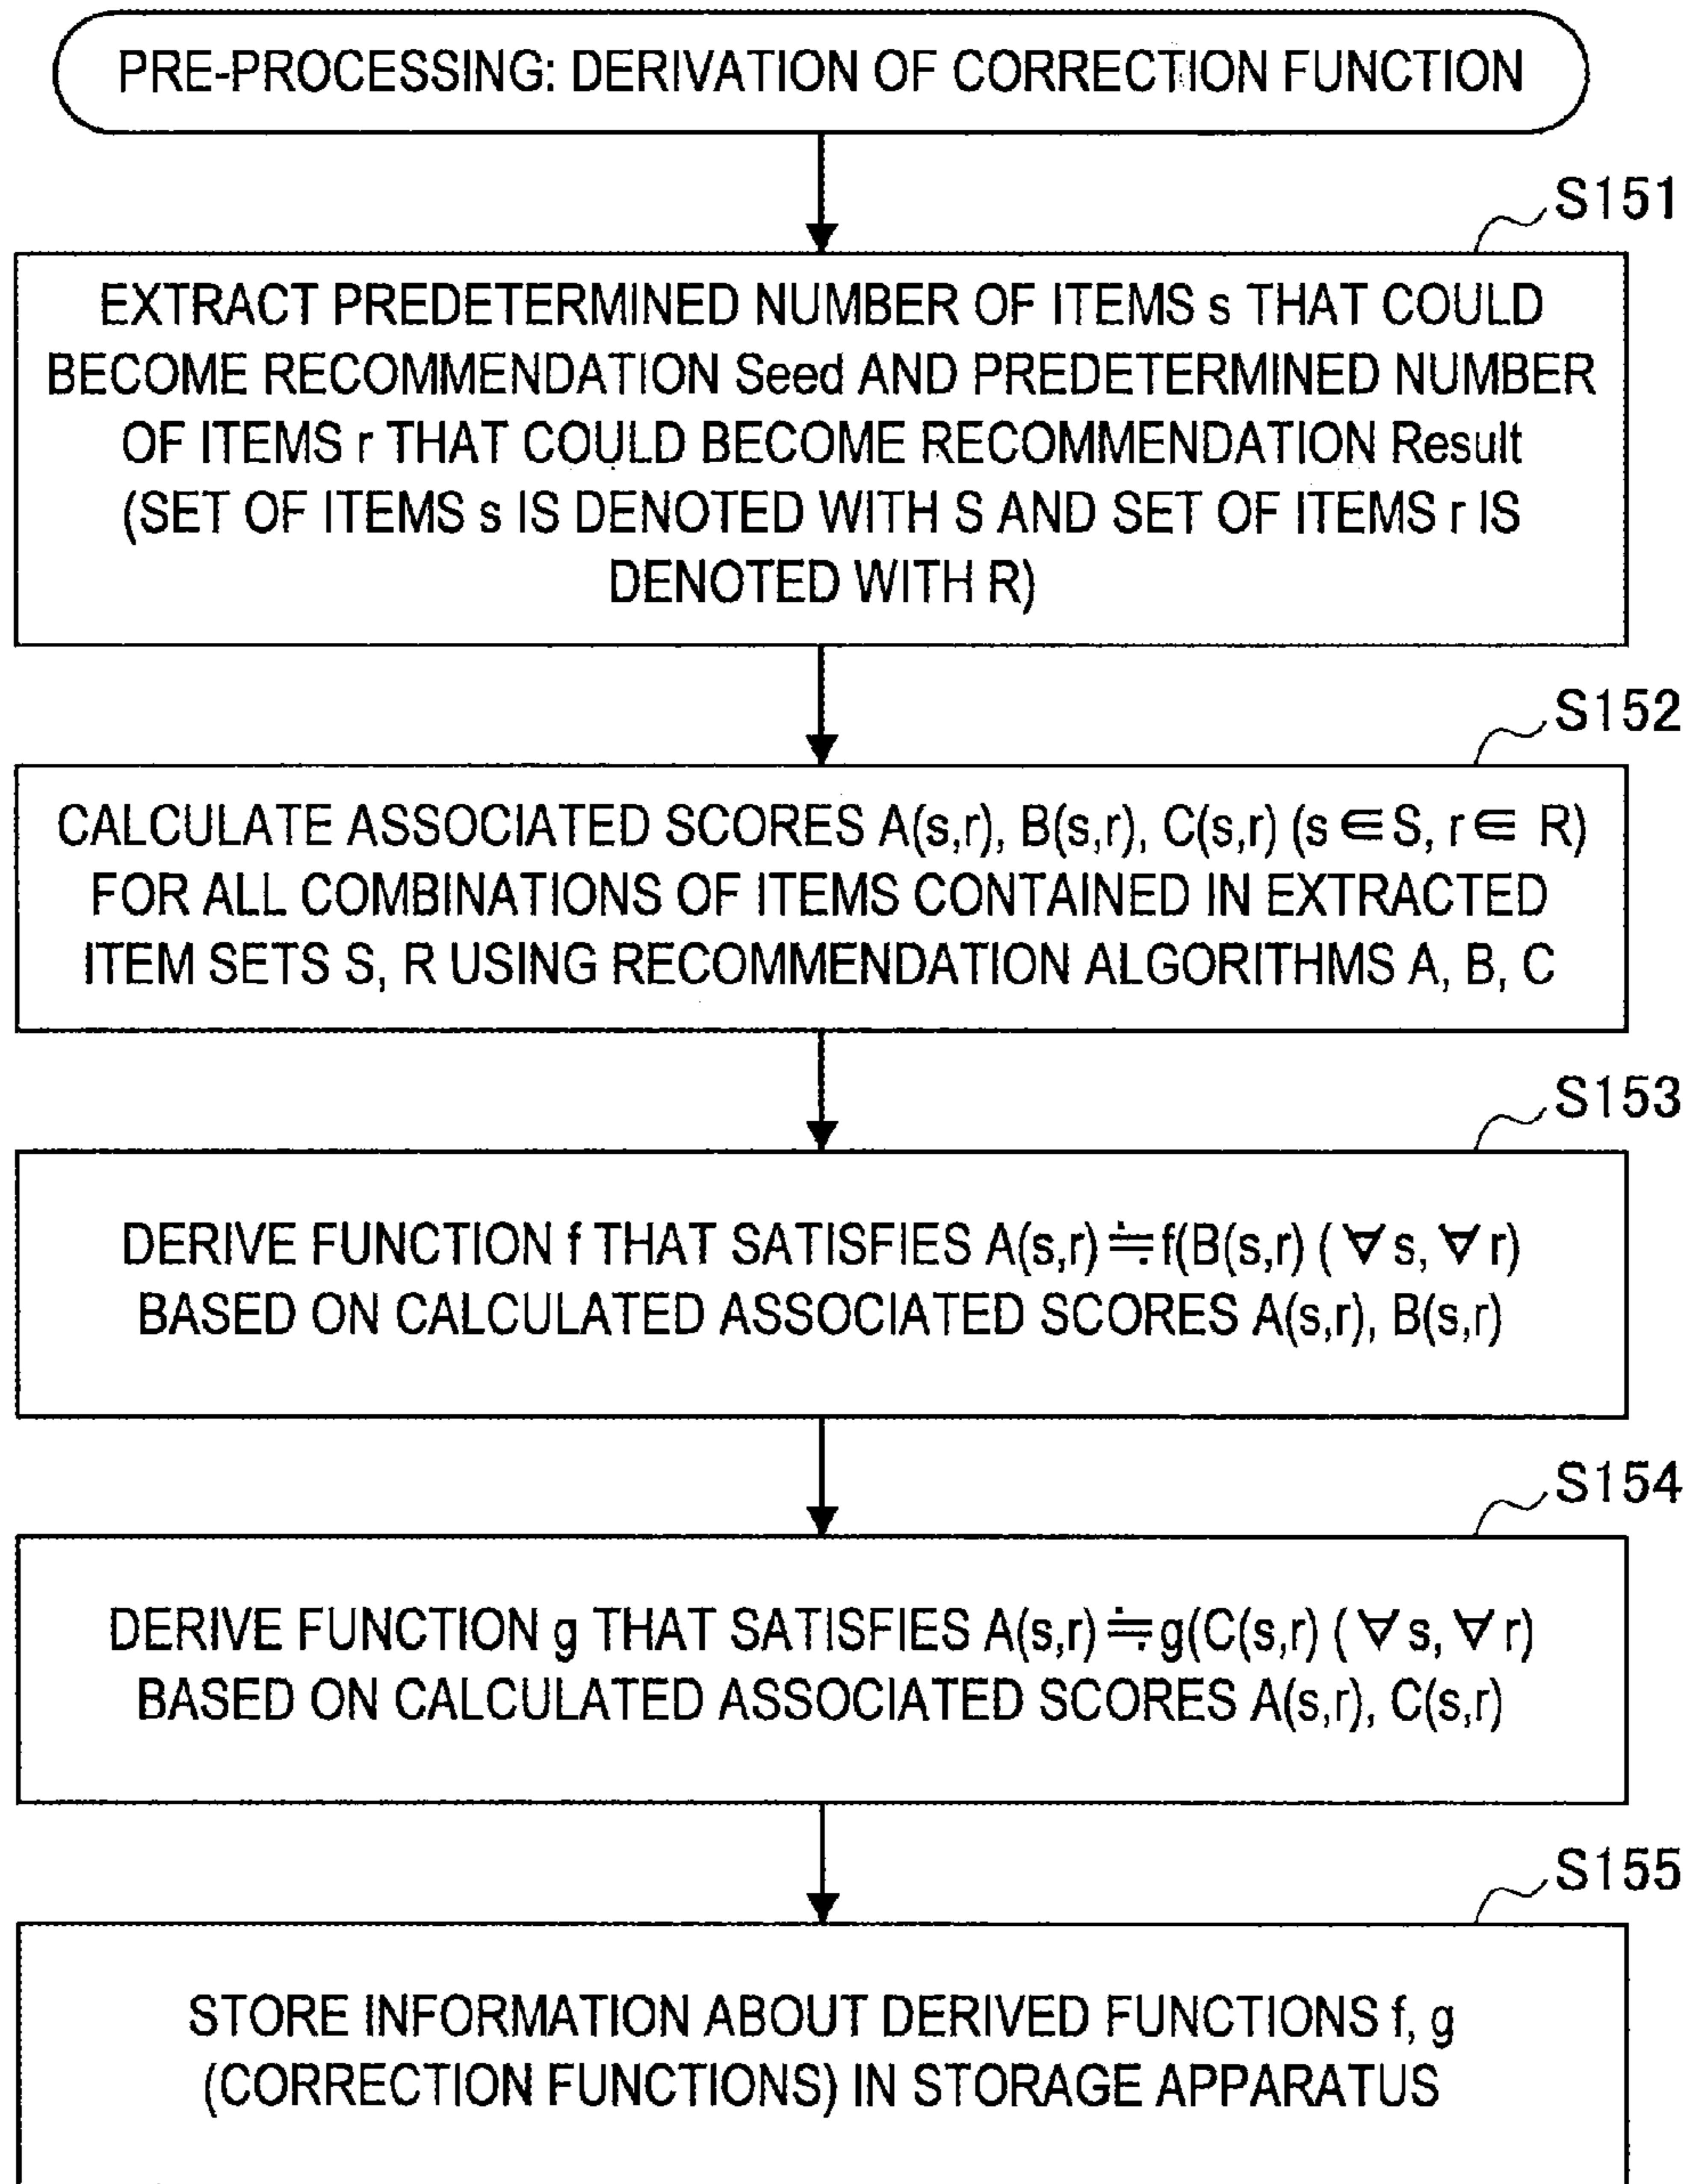 PRE-PROCESSING: DERIVATION OF CORRECTION FUNCTION
S151
EXTRACT PREDETERMINED NUMBER OF ITEMS s THAT COULD
BECOME RECOMMENDATION Seed AND PREDETERMINED NUMBER
OF ITEMS r THAT COULD BECOME RECOMMENDATION Result
(SET OF ITEMS s IS DENOTED WITH S AND SET OF ITEMS r IS
DENOTED WITH R)
S152
CALCULATE ASSOCIATED SCORES A(s,r), B(s,r), C(s,r) (s∈S, r∈ R)
FOR ALL COMBINATIONS OF ITEMS CONTAINED IN EXTRACTED
ITEM SETS S, R USING RECOMMENDATION ALGORITHMS A, B, C
S153
DERIVE FUNCTION f THAT SATISFIES A(s,r)≒f(B(s,r) (∀s, ∀r)
BASED ON CALCULATED ASSOCIATED SCORES A(s,r), B(s,r)
S154
DERIVE FUNCTION g THAT SATISFIES A(s,r)≒g(C(s,r) (∀s, ∀r)
BASED ON CALCULATED ASSOCIATED SCORES A(s,r), C(s,r)
S155
STORE INFORMATION ABOUT DERIVED FUNCTIONS f, g
(CORRECTION FUNCTIONS) IN STORAGE APPARATUS